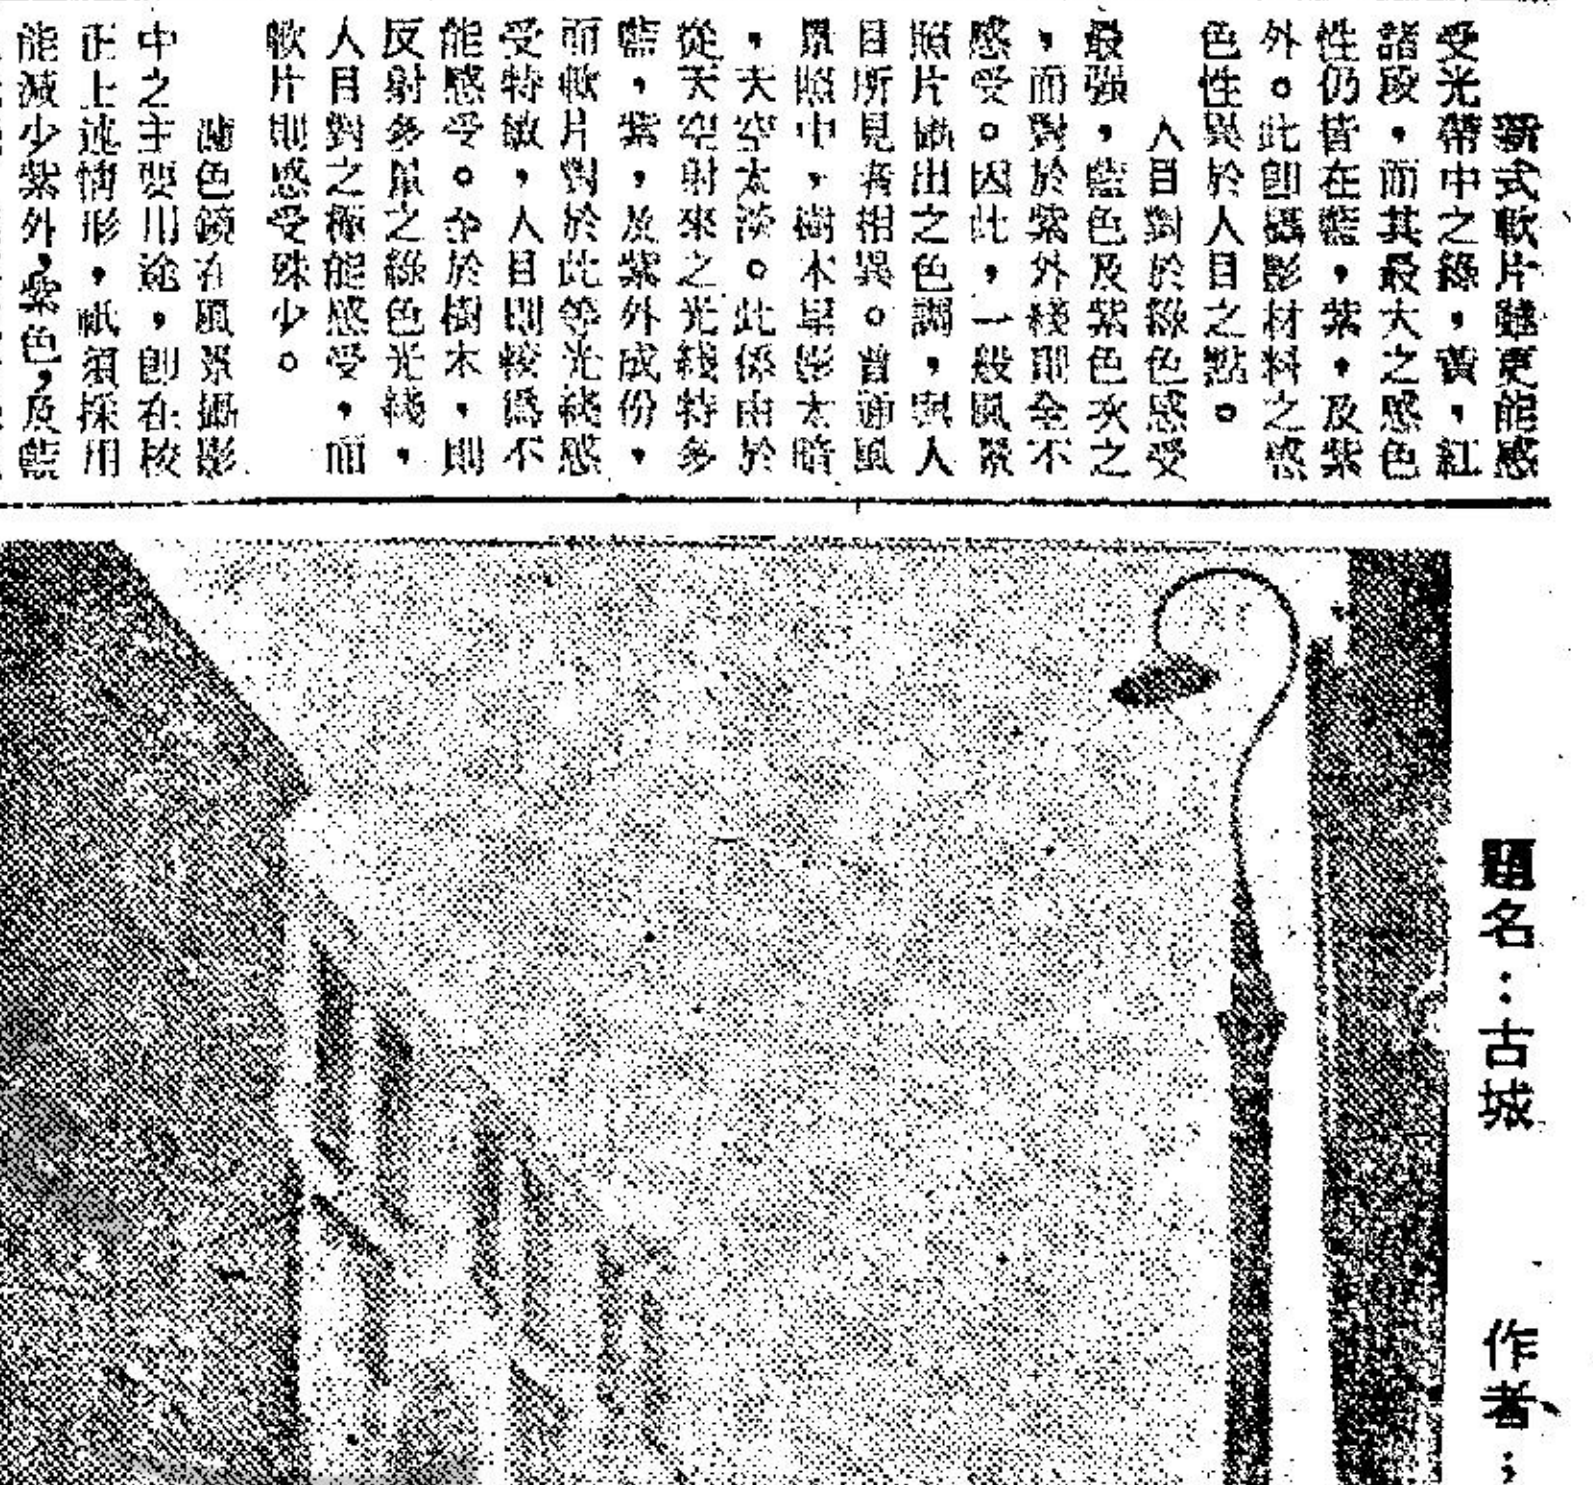 新式軟片雖更能感
受光帶中之綠，黃，紅
諸段，而其最大之感色
性仍皆在藍，紫，及紫
外。此卽攝影材料之感
色性異於人目之點。
人目對於綠色感受
最强，藍色及紫色次之
，而對於紫外綫則全不
感受。因此，一般風景
照片攝出之色調，與人
目所見者相異。普通風
景照中，樹木呈影太暗
，天空太淡。此係由於
從天空射來之光綫特多
藍，紫，及紫外成份，
而軟片對於此等光綫感
受特敏，人目則較爲不
能感受。至於樹木，則
反射多量之綠色光綫，
人目對之極能感受，而
軟片則感受殊少。
濾色鏡在風景攝影
中之主要用途，卽在校
正上述情形，祇須採用
能減少紫外，紫色，及藍
題名：古城
作者：